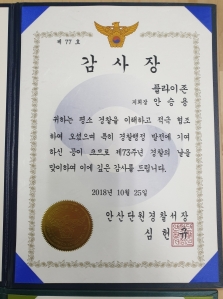 제 77 호
감 사 장
플라이존
지회장 안 승 용
귀하는 평소 경찰을 이해하고 적극 협조
하여 오셨으며 특히 경찰행정 발전에 기여
하신 공이 크므로 제73주년 경찰의 날을
맞이하여 이에 깊은 감사를 드립니다.
2018년 10월 25일
안산단원경찰서장
심 헌